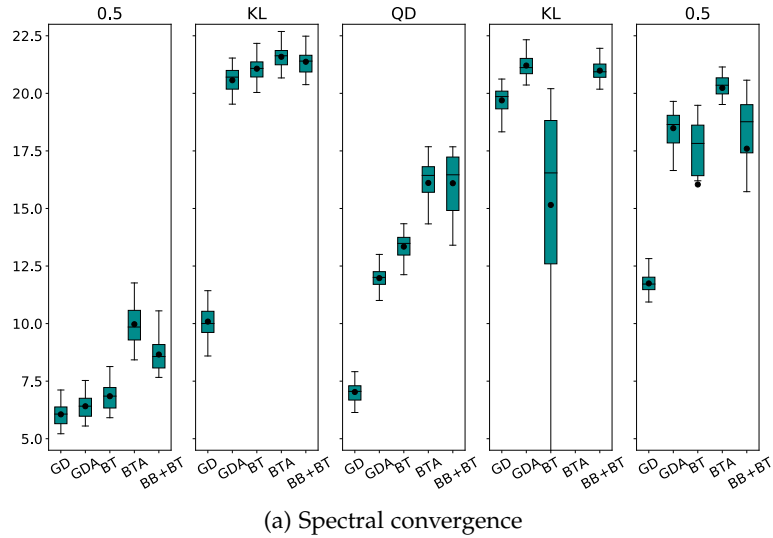 0.5 KL QD KL 0.5
22.5
20.0
17.5
15.0
12.5
10.0
7.5
5.0
GD GDA BT BTA BB+BT GD GDA BT BTA BB+BT GD GDA BT BTA BB+BT GD GDA BT BTA BB+BT GD GDA BT BTA BB+BT
(a) Spectral convergence